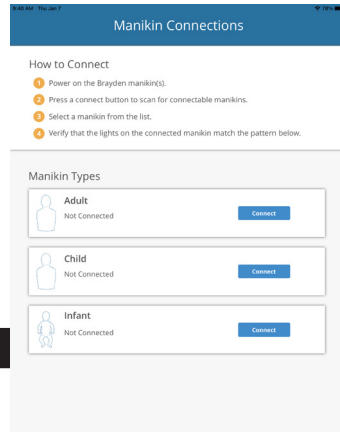 9:40 AM Thu Jan 7
78%
Manikin Connections
How to Connect
1 Power on the Brayden manikin(s).
2 Press a connect button to scan for connectable manikins.
3 Select a manikin from the list.
4 Verify that the lights on the connected manikin match the pattern below.
Manikin Types
Adult
Not Connected
Connect
Child
Not Connected
Connect
Infant
Not Connected
Connect